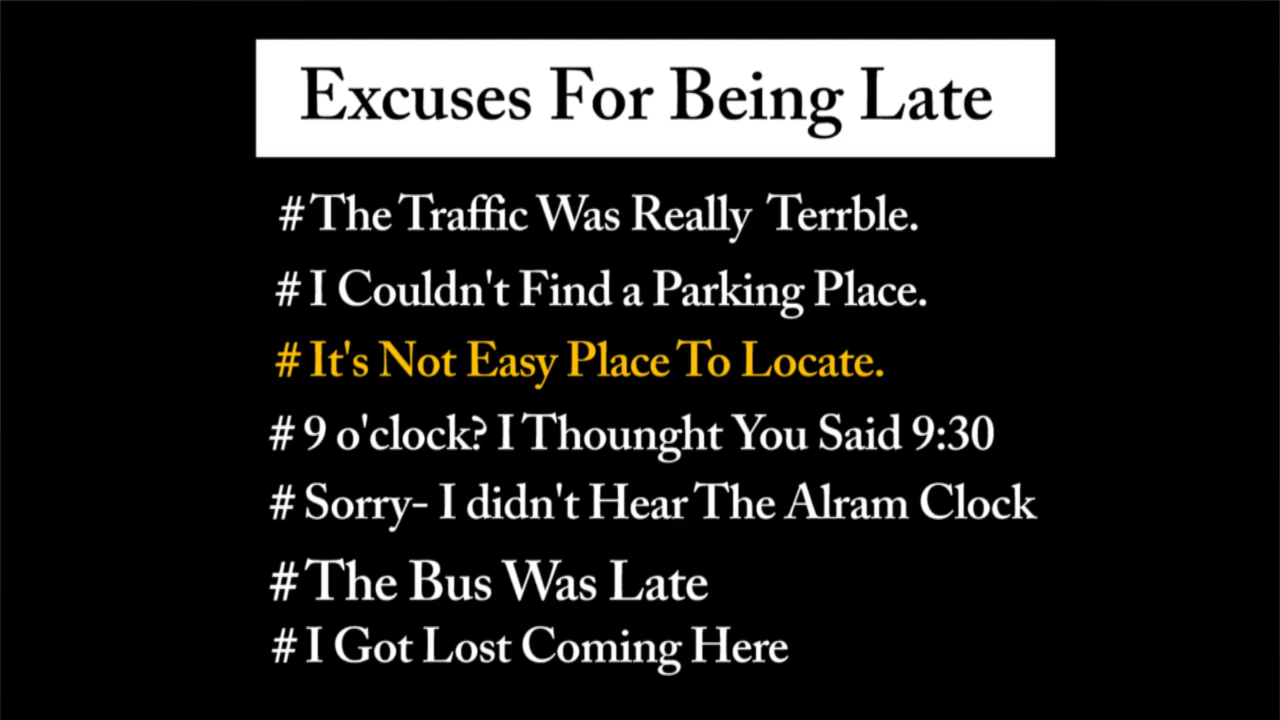 Excuses For Being Late
# The Traffic Was Really Terrble.
# I Couldn't Find a Parking Place.
# It's Not Easy Place To Locate.
# 9 o'clock? I Thounght You Said 9:30
# Sorry- I didn't Hear The Alram Clock
# The Bus Was Late
# I Got Lost Coming Here